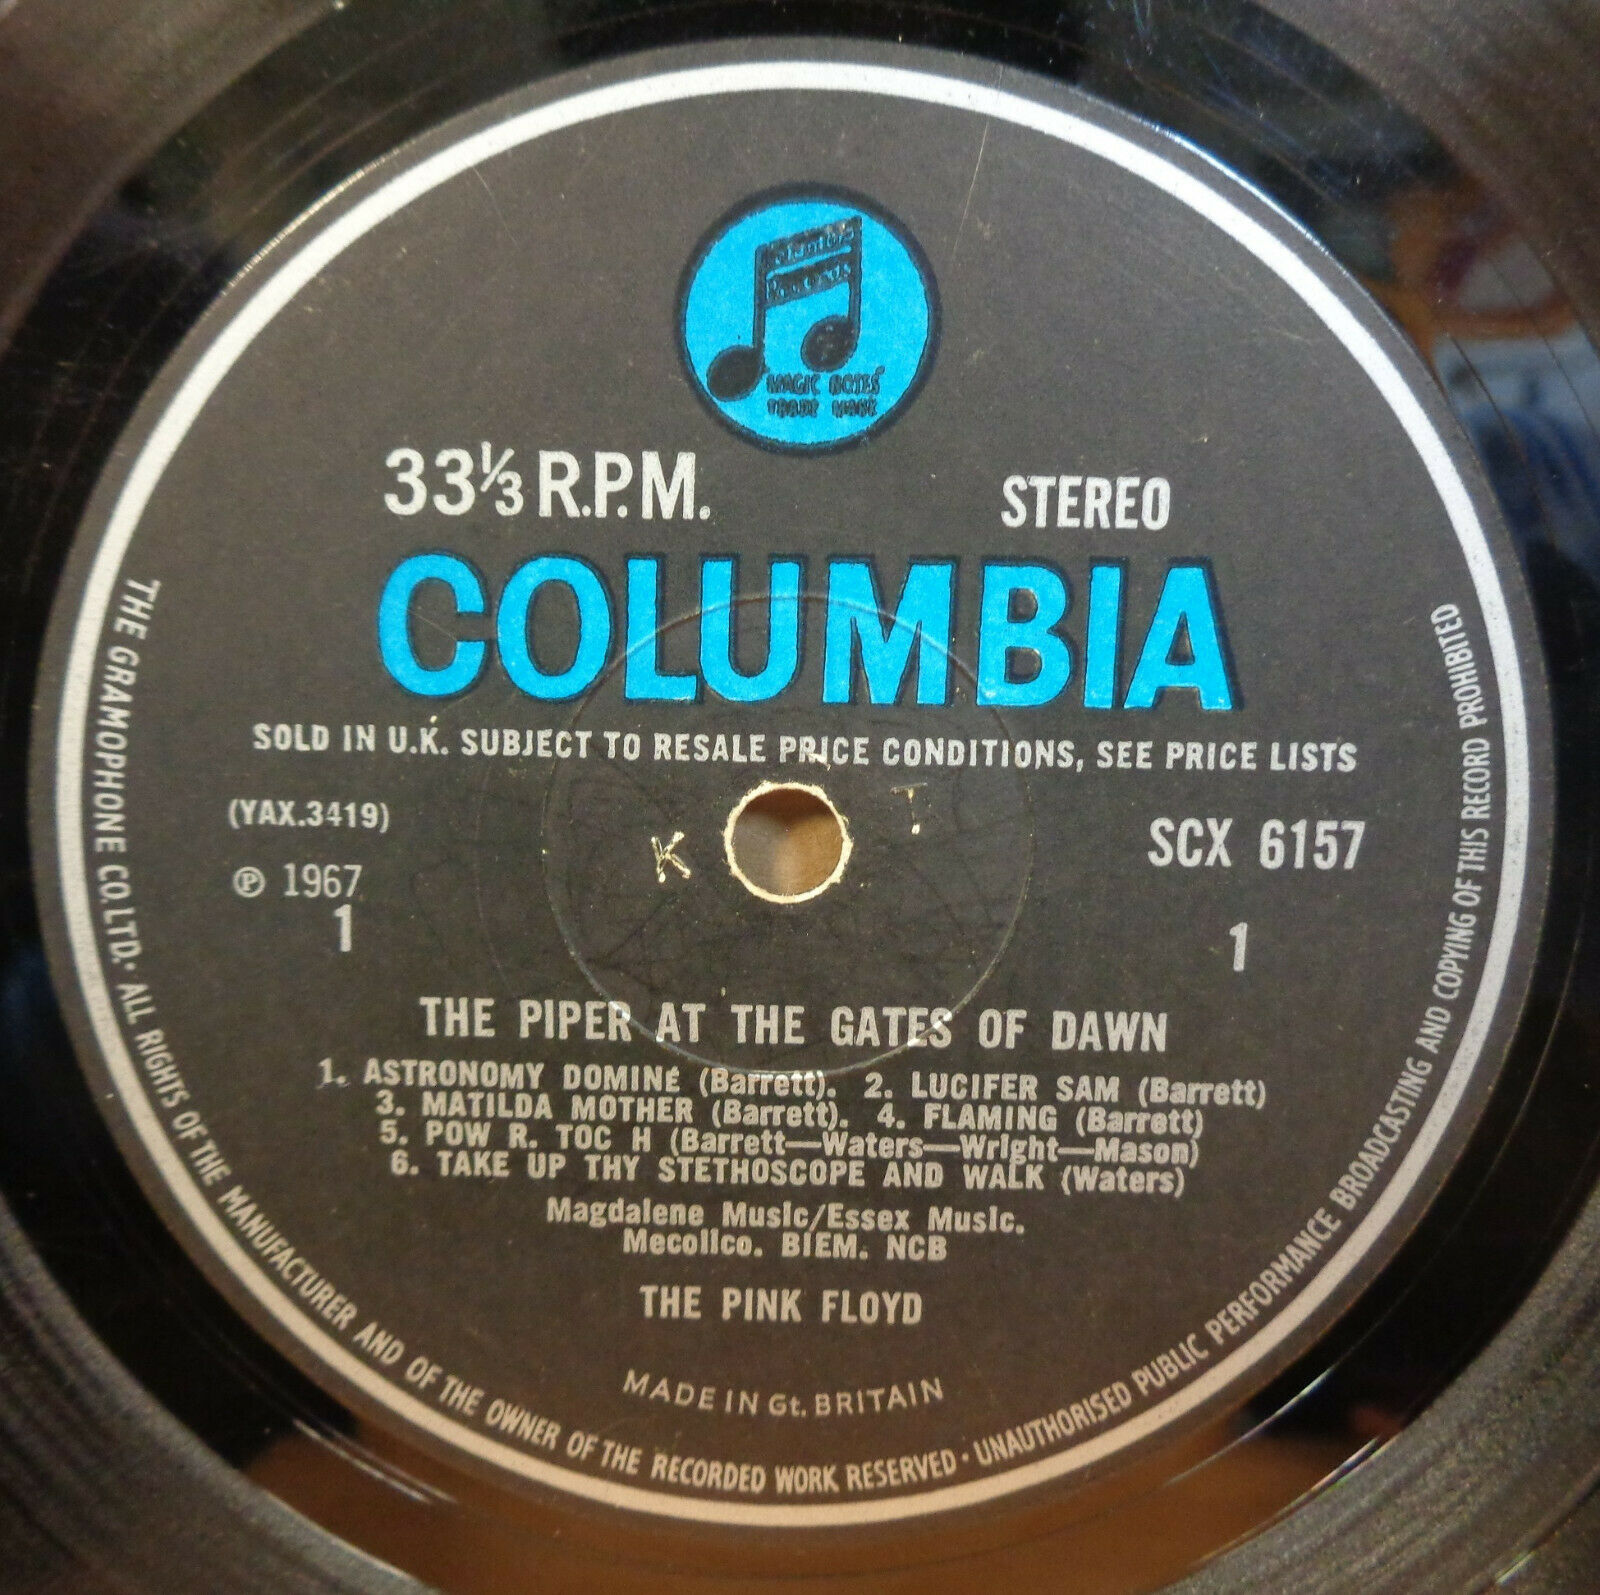 Columbia
Records
MAGIC NOTES
TRADE MARK
33⅓ R.P.M.
STEREO
COLUMBIA
SOLD IN U.K. SUBJECT TO RESALE PRICE CONDITIONS, SEE PRICE LISTS
(YAX.3419)
SCX 6157
K T
℗ 1967
1
1
THE PIPER AT THE GATES OF DAWN
1. ASTRONOMY DOMINÉ (Barrett). 2. LUCIFER SAM (Barrett)
3. MATILDA MOTHER (Barrett). 4. FLAMING (Barrett)
5. POW R. TOC H (Barrett—Waters—Wright—Mason)
6. TAKE UP THY STETHOSCOPE AND WALK (Waters)
Magdalene Music/Essex Music.
Mecolico. BIEM. NCB
THE PINK FLOYD
MADE IN Gt. BRITAIN
THE GRAMOPHONE CO. LTD. · ALL RIGHTS OF THE MANUFACTURER AND OF THE OWNER OF THE RECORDED WORK RESERVED · UNAUTHORISED PUBLIC PERFORMANCE BROADCASTING AND COPYING OF THIS RECORD PROHIBITED